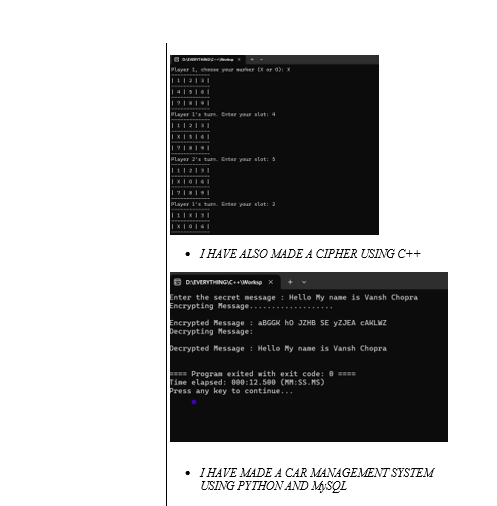 D:\EVERYTHING\C++\Worksp × + ˅
Player 1, choose your marker (X or O): X
-------------
| 1 | 2 | 3 |
-------------
| 4 | 5 | 6 |
-------------
| 7 | 8 | 9 |
-------------
Player 1's turn. Enter your slot: 4
-------------
| 1 | 2 | 3 |
-------------
| X | 5 | 6 |
-------------
| 7 | 8 | 9 |
-------------
Player 2's turn. Enter your slot: 5
-------------
| 1 | 2 | 3 |
-------------
| X | O | 6 |
-------------
| 7 | 8 | 9 |
-------------
Player 1's turn. Enter your slot: 2
-------------
| 1 | X | 3 |
-------------
| X | O | 6 |
-------------
• I HAVE ALSO MADE A CIPHER USING C++
D:\EVERYTHING\C++\Worksp × + ˅
Enter the secret message : Hello My name is Vansh Chopra
Encrypting Message..................
Encrypted Message : aBGGK hO JZHB SE yZJEA cAKLWZ
Decrypting Message:
Decrypted Message : Hello My name is Vansh Chopra
==== Program exited with exit code: 0 ====
Time elapsed: 000:12.500 (MM:SS.MS)
Press any key to continue...
• I HAVE MADE A CAR MANAGEMENT SYSTEM
USING PYTHON AND MySQL